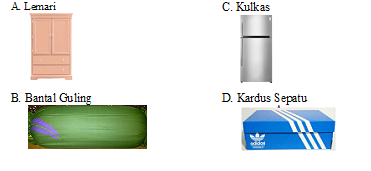 A. Lemari
C. Kulkas
B. Bantal Guling
D. Kardus Sepatu
adidas